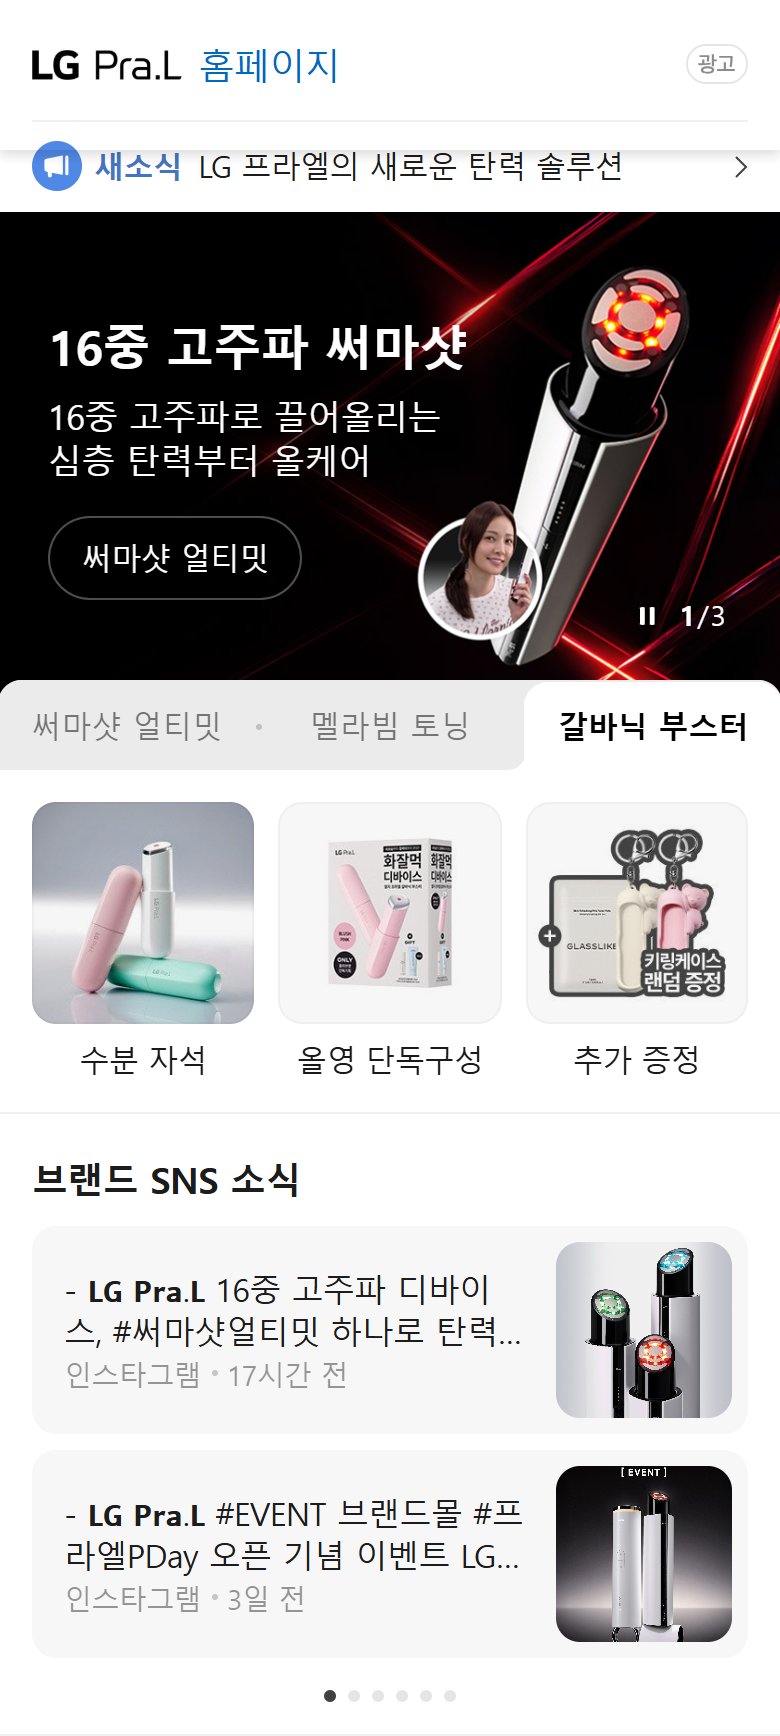 LG Pra.L 홈페이지
광고
새소식 LG 프라엘의 새로운 탄력 솔루션
16중 고주파 써마샷
16중 고주파로 끌어올리는
심층 탄력부터 올케어
써마샷 얼티밋
1/3
써마샷 얼티밋 · 멜라빔 토닝 갈바닉 부스터
LG Pra.L
화잘먹
디바이스
BLUSH
PINK
ONLY
GIFT
화잘먹
디바이스
GLASSLIKE
키링케이스
랜덤 증정
수분 자석
올영 단독구성
추가 증정
브랜드 SNS 소식
- LG Pra.L 16중 고주파 디바이
스, #써마샷얼티밋 하나로 탄력...
인스타그램 · 17시간 전
[ EVENT ]
- LG Pra.L #EVENT 브랜드몰 #프
라엘PDay 오픈 기념 이벤트 LG...
인스타그램 · 3일 전